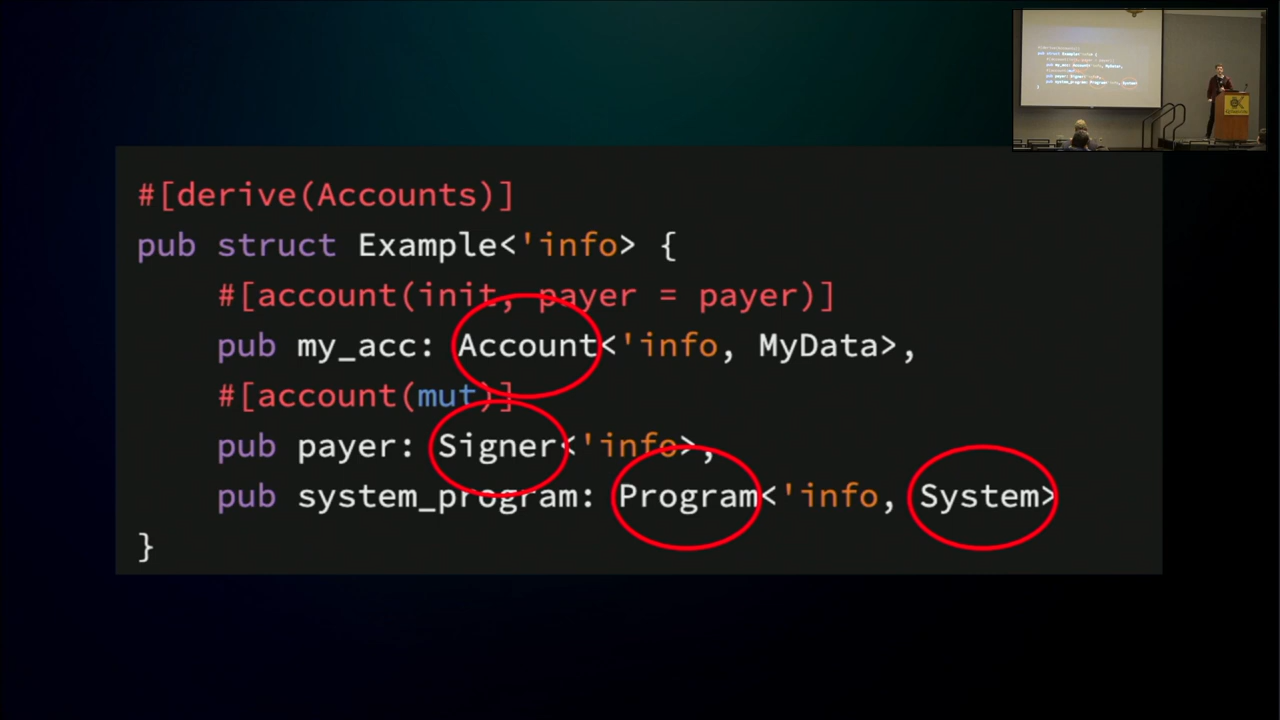 #[derive(Accounts)]
pub struct Example<'info> {
    #[account(init, payer = payer)]
    pub my_acc: Account<'info, MyData>,
    #[account(mut)]
    pub payer: Signer<'info>,
    pub system_program: Program<'info, System>
}